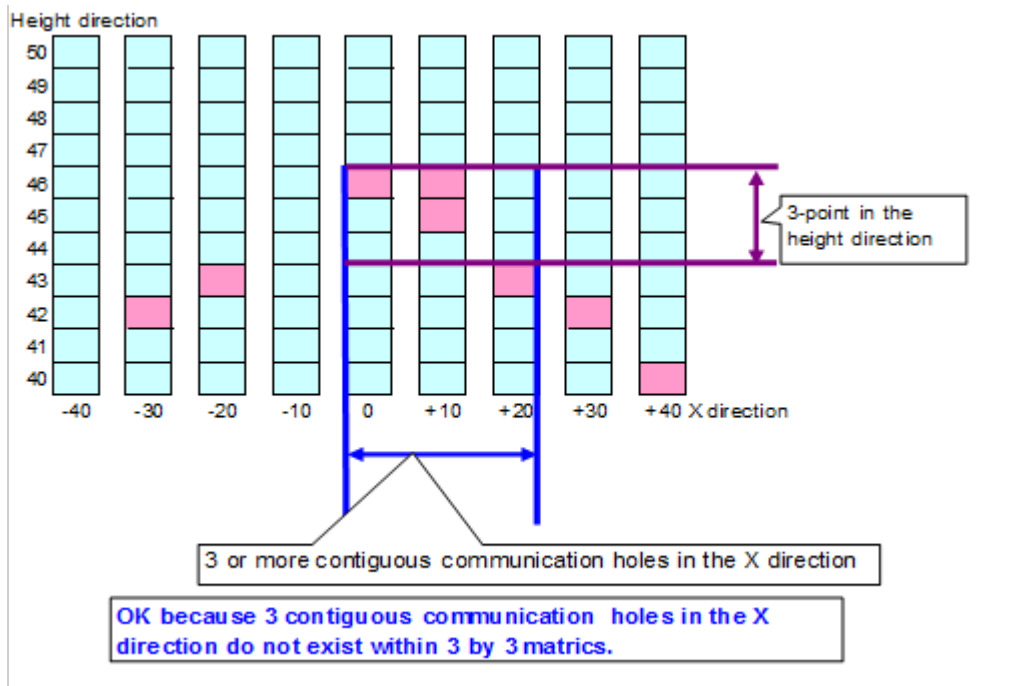 Height direction
50
49
48
47
46
45
44
43
42
41
40
-40 -30 -20 -10 0 +10 +20 +30 +40 X direction
3-point in the
height direction
3 or more contiguous communication holes in the X direction
OK because 3 contiguous communication holes in the X
direction do not exist within 3 by 3 matrics.